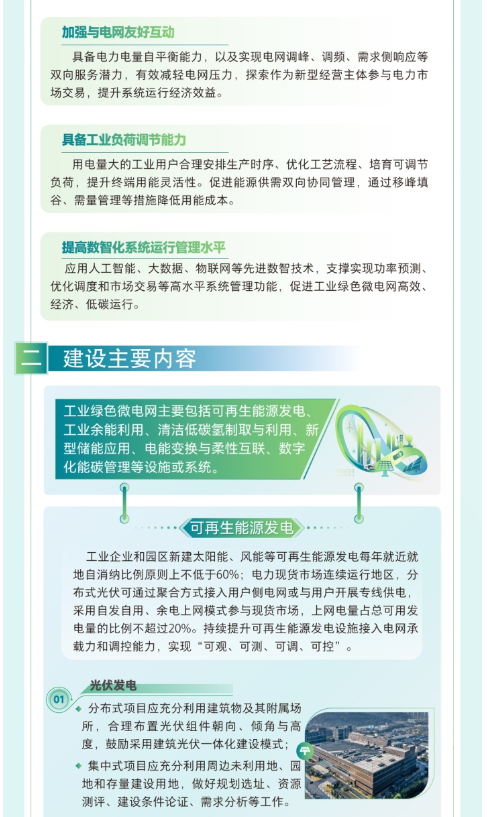 加强与电网友好互动
具备电力电量自平衡能力，以及实现电网调峰、调频、需求侧响应等
双向服务潜力，有效减轻电网压力，探索作为新型经营主体参与电力市
场交易，提升系统运行经济效益。
具备工业负荷调节能力
用电量大的工业用户合理安排生产时序、优化工艺流程、培育可调节
负荷，提升终端用能灵活性。促进能源供需双向协同管理，通过移峰填
谷、需量管理等措施降低用能成本。
提高数智化系统运行管理水平
应用人工智能、大数据、物联网等先进数智技术，支撑实现功率预测、
优化调度和市场交易等高水平系统管理功能，促进工业绿色微电网高效、
经济、低碳运行。
二 建设主要内容
工业绿色微电网主要包括可再生能源发电、
工业余能利用、清洁低碳氢制取与利用、新
型储能应用、电能变换与柔性互联、数字
化能碳管理等设施或系统。
可再生能源发电
工业企业和园区新建太阳能、风能等可再生能源发电每年就近就
地自消纳比例原则上不低于60%；电力现货市场连续运行地区，分
布式光伏可通过聚合方式接入用户侧电网或与用户开展专线供电，
采用自发自用、余电上网模式参与现货市场，上网电量占总可用发
电量的比例不超过20%。持续提升可再生能源发电设施接入电网承
载力和调控能力，实现“可观、可测、可调、可控”。
01 光伏发电
分布式项目应充分利用建筑物及其附属场
所，合理布置光伏组件朝向、倾角与高
度，鼓励采用建筑光伏一体化建设模式；
集中式项目应充分利用周边未利用地、园
地和存量建设用地，做好规划选址、资源
测评、建设条件论证、需求分析等工作。